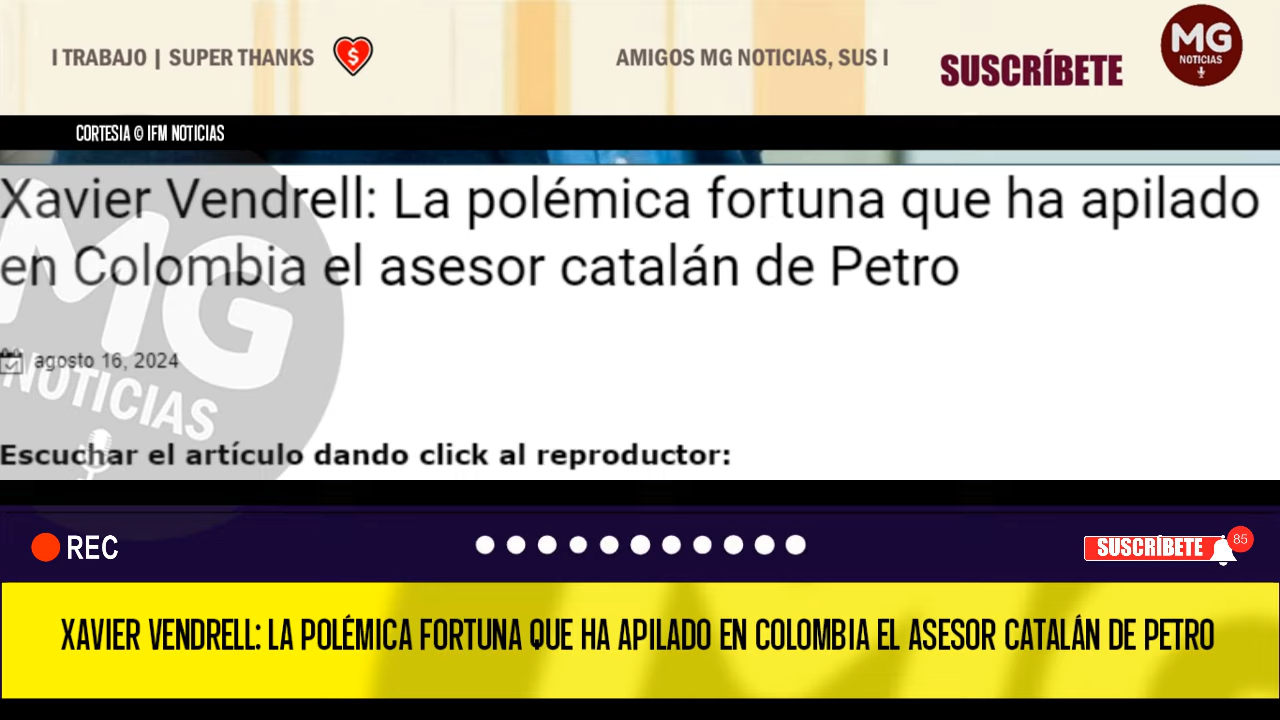 I TRABAJO | SUPER THANKS
$
AMIGOS MG NOTICIAS, SUS I
SUSCRÍBETE
MG
NOTICIAS
CORTESIA © IFM NOTICIAS
Xavier Vendrell: La polémica fortuna que ha apilado
en Colombia el asesor catalán de Petro
agosto 16, 2024
MG
NOTICIAS
Escuchar el artículo dando click al reproductor:
REC
SUSCRÍBETE
85
XAVIER VENDRELL: LA POLÉMICA FORTUNA QUE HA APILADO EN COLOMBIA EL ASESOR CATALÁN DE PETRO